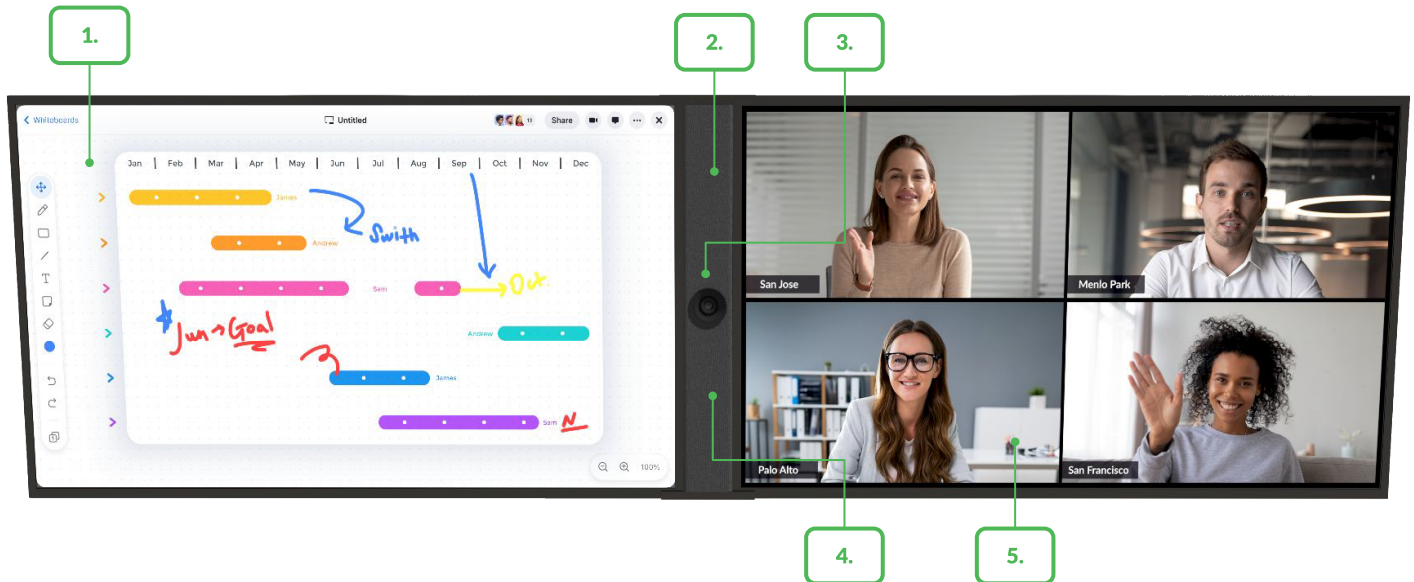 1.
2.
3.
Whiteboards
Untitled
11
Share
Jan | Feb | Mar | Apr | May | Jun | Jul | Aug | Sep | Oct | Nov | Dec
James
Swith
Andrew
Sam
Oct.
Jun → Goal
Andrew
James
Sam N
T
100%
San Jose
Menlo Park
Palo Alto
San Francisco
4.
5.